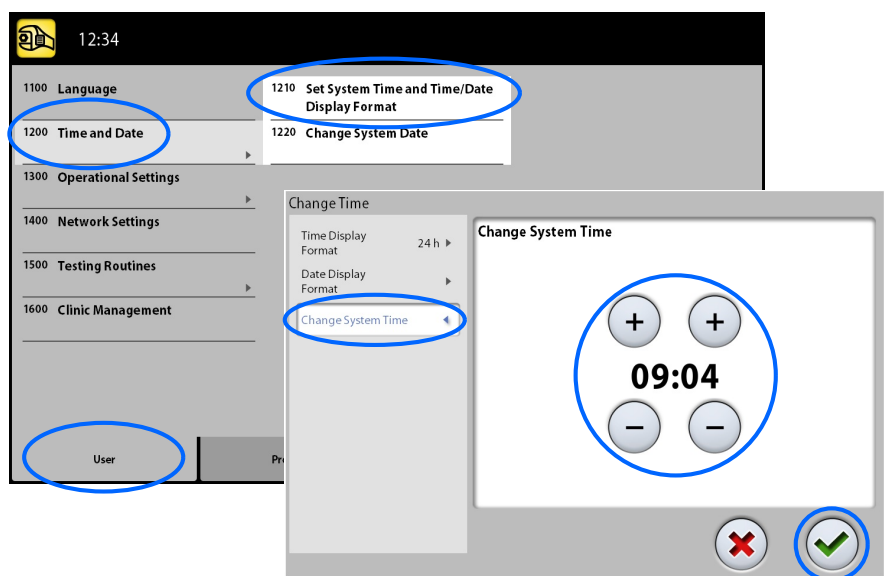 12:34
1100 Language
1200 Time and Date
1300 Operational Settings
1400 Network Settings
1500 Testing Routines
1600 Clinic Management
1210 Set System Time and Time/Date
Display Format
1220 Change System Date
User
Change Time
Time Display
Format
24 h
Date Display
Format
Change System Time
Change System Time
+ +
09:04
− −